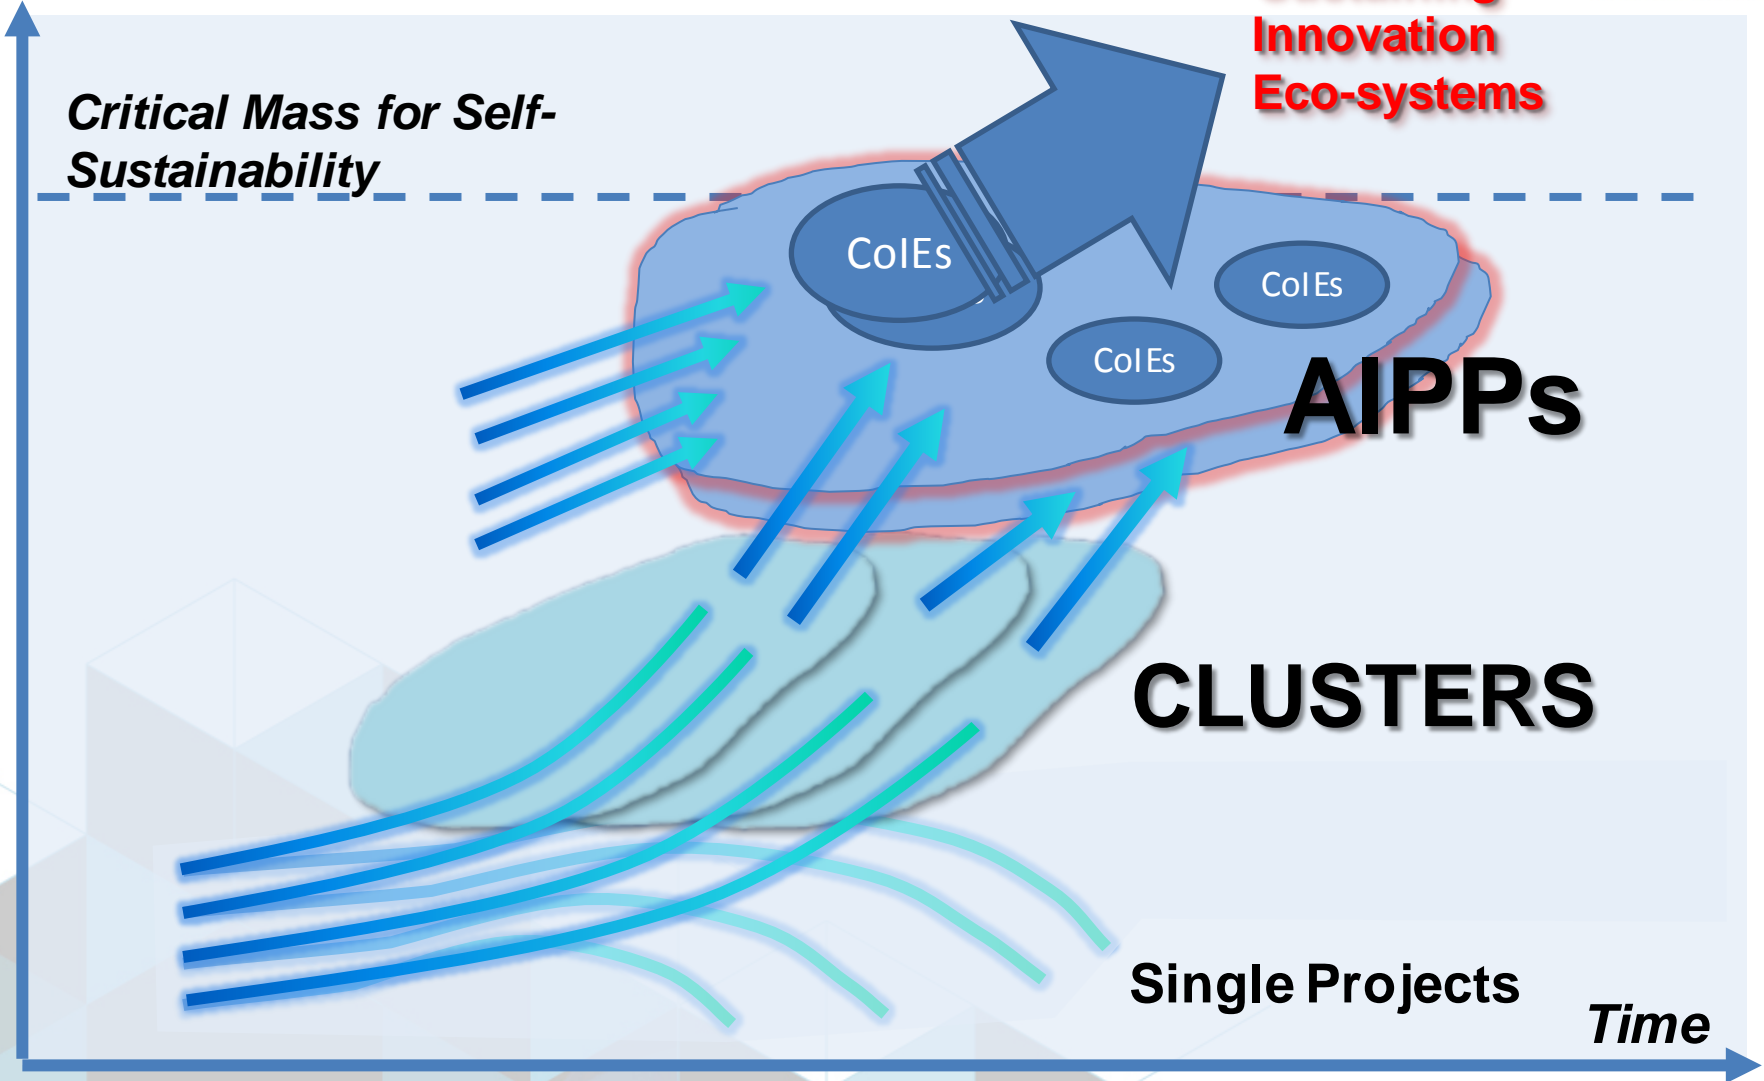 Innovation
Eco-systems
Critical Mass for Self-
Sustainability
CoIEs
CoIEs
CoIEs
AIPPs
CLUSTERS
Single Projects
Time